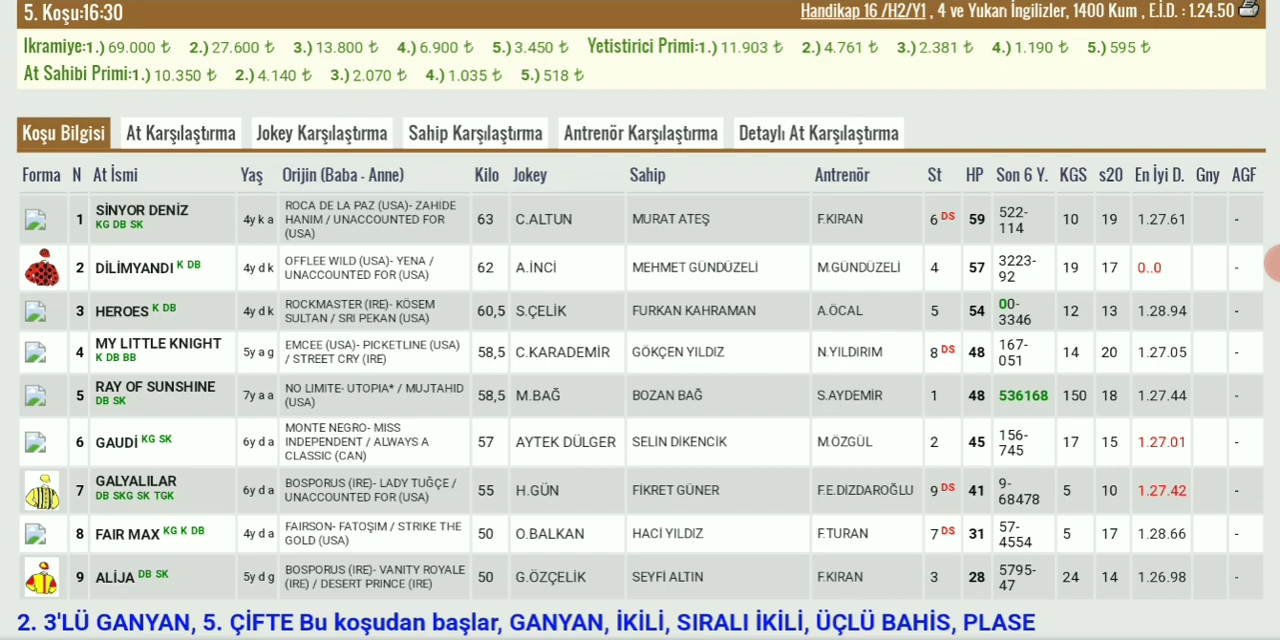 5. Koşu:16:30 Handikap 16 /H2/Y1 , 4 ve Yukarı İngilizler, 1400 Kum , E.İ.D. : 1.24.50
Ikramiye:1.) 69.000 ₺ 2.) 27.600 ₺ 3.) 13.800 ₺ 4.) 6.900 ₺ 5.) 3.450 ₺ Yetistirici Primi:1.) 11.903 ₺ 2.) 4.761 ₺ 3.) 2.381 ₺ 4.) 1.190 ₺ 5.) 595 ₺
At Sahibi Primi:1.) 10.350 ₺ 2.) 4.140 ₺ 3.) 2.070 ₺ 4.) 1.035 ₺ 5.) 518 ₺
Koşu Bilgisi At Karşılaştırma Jokey Karşılaştırma Sahip Karşılaştırma Antrenör Karşılaştırma Detaylı At Karşılaştırma
Forma N At İsmi Yaş Orijin (Baba - Anne) Kilo Jokey Sahip Antrenör St HP Son 6 Y. KGS s20 En İyi D. Gny AGF
1 SİNYOR DENİZ KG DB SK 4y k a ROCA DE LA PAZ (USA)- ZAHIDE HANIM / UNACCOUNTED FOR (USA) 63 C.ALTUN MURAT ATEŞ F.KIRAN 6 DS 59 522-114 10 19 1.27.61 -
2 DİLİMYANDI K DB 4y d k OFFLEE WILD (USA)- YENA / UNACCOUNTED FOR (USA) 62 A.İNCİ MEHMET GÜNDÜZELİ M.GÜNDÜZELİ 4 57 3223-92 19 17 0..0 -
3 HEROES K DB 4y d k ROCKMASTER (IRE)- KÖSEM SULTAN / SRI PEKAN (USA) 60,5 S.ÇELİK FURKAN KAHRAMAN A.ÖCAL 5 54 00-3346 12 13 1.28.94 -
4 MY LITTLE KNIGHT K DB BB 5y a g EMCEE (USA)- PICKETLINE (USA) / STREET CRY (IRE) 58,5 C.KARADEMİR GÖKÇEN YILDIZ N.YILDIRIM 8 DS 48 167-051 14 20 1.27.05 -
5 RAY OF SUNSHINE DB SK 7y a a NO LIMITE- UTOPIA* / MUJTAHID (USA) 58,5 M.BAĞ BOZAN BAĞ S.AYDEMİR 1 48 536168 150 18 1.27.44 -
6 GAUDİ KG SK 6y d a MONTE NEGRO- MISS INDEPENDENT / ALWAYS A CLASSIC (CAN) 57 AYTEK DÜLGER SELİN DİKENCİK M.ÖZGÜL 2 45 156-745 17 15 1.27.01 -
7 GALYALILAR DB SKG SK TGK 6y d a BOSPORUS (IRE)- LADY TUĞÇE / UNACCOUNTED FOR (USA) 55 H.GÜN FİKRET GÜNER F.E.DİZDAROĞLU 9 DS 41 9-68478 5 10 1.27.42 -
8 FAIR MAX KG K DB 4y d a FAIRSON- FATOŞIM / STRIKE THE GOLD (USA) 50 O.BALKAN HACI YILDIZ F.TURAN 7 DS 31 57-4554 5 17 1.28.66 -
9 ALİJA DB SK 5y d g BOSPORUS (IRE)- VANITY ROYALE (IRE) / DESERT PRINCE (IRE) 50 G.ÖZÇELİK SEYFİ ALTIN F.KIRAN 3 28 5795-47 24 14 1.26.98 -
2. 3'LÜ GANYAN, 5. ÇİFTE Bu koşudan başlar, GANYAN, İKİLİ, SIRALI İKİLİ, ÜÇLÜ BAHİS, PLASE